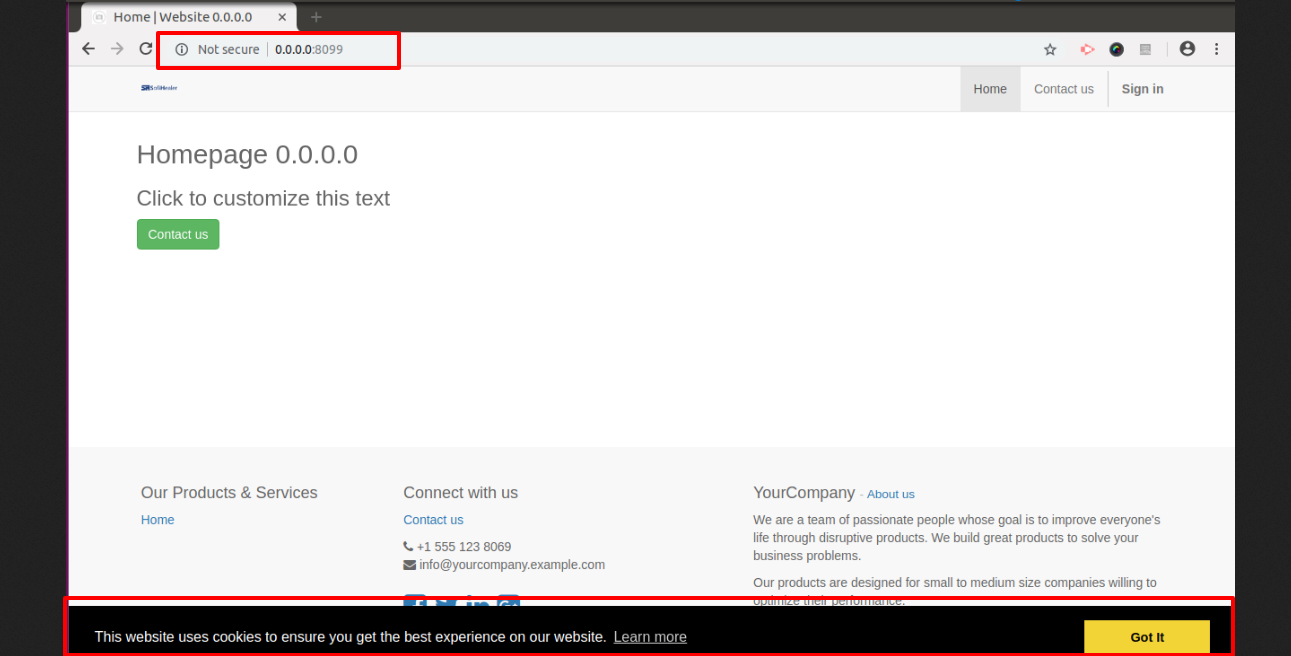 Home | Website 0.0.0.0
Not secure | 0.0.0.0:8099
SoftHealer
Home
Contact us
Sign in
Homepage 0.0.0.0
Click to customize this text
Contact us
Our Products & Services
Home
Connect with us
Contact us
+1 555 123 8069
info@yourcompany.example.com
YourCompany - About us
We are a team of passionate people whose goal is to improve everyone's
life through disruptive products. We build great products to solve your
business problems.
Our products are designed for small to medium size companies willing to
optimize their performance.
This website uses cookies to ensure you get the best experience on our website. Learn more
Got It